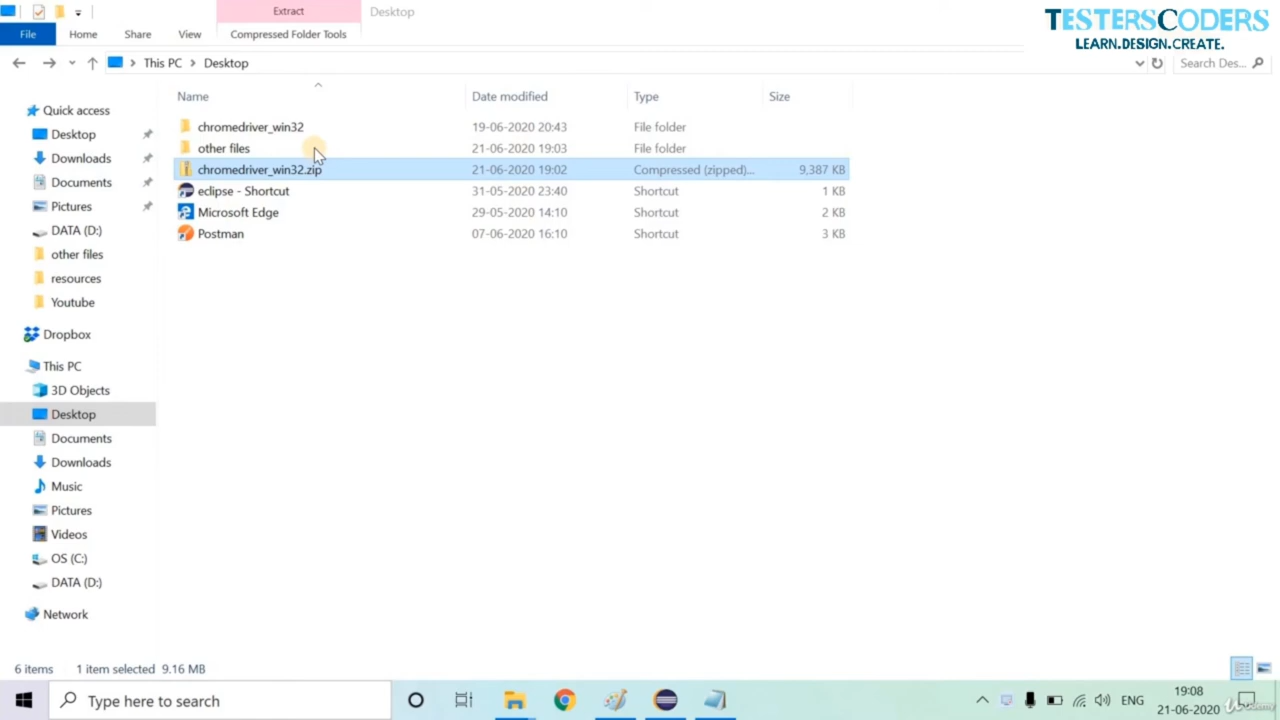 Extract
Desktop
TESTERSCODERS
LEARN.DESIGN.CREATE.
File
Home
Share
View
Compressed Folder Tools
This PC
Desktop
Search Des...
Name
Date modified
Type
Size
chromedriver_win32
19-06-2020 20:43
File folder
other files
21-06-2020 19:03
File folder
chromedriver_win32.zip
21-06-2020 19:02
Compressed (zipped)...
9,387 KB
eclipse - Shortcut
31-05-2020 23:40
Shortcut
1 KB
Microsoft Edge
29-05-2020 14:10
Shortcut
2 KB
Postman
07-06-2020 16:10
Shortcut
3 KB
Quick access
Desktop
Downloads
Documents
Pictures
DATA (D:)
other files
resources
Youtube
Dropbox
This PC
3D Objects
Desktop
Documents
Downloads
Music
Pictures
Videos
OS (C:)
DATA (D:)
Network
6 items
1 item selected 9.16 MB
Type here to search
ENG
19:08
21-06-2020
Udemy